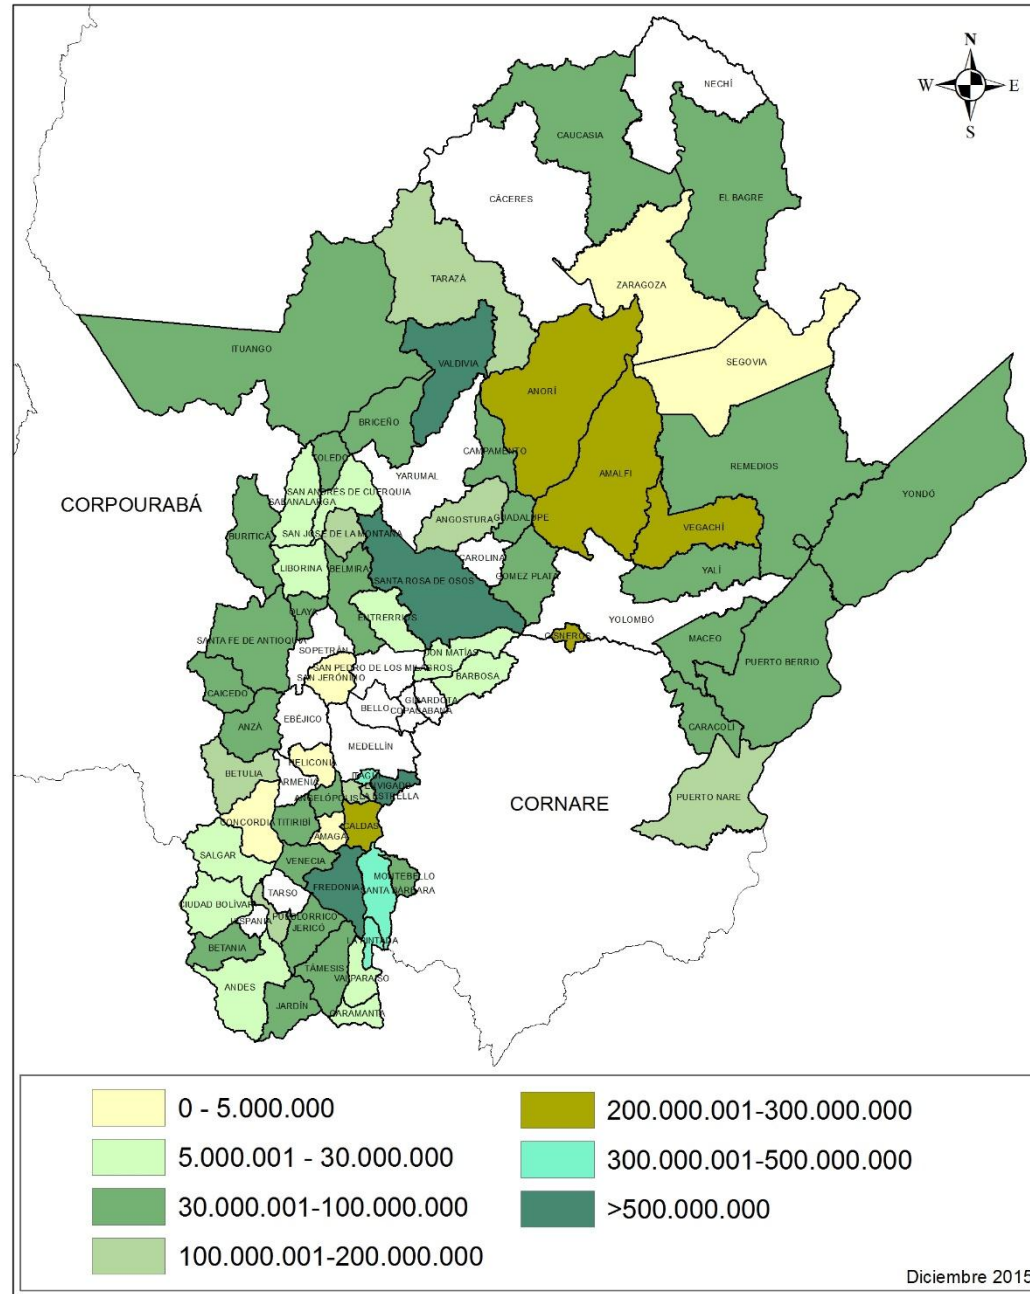 N
W
E
S
NECHÍ
CAUCASIA
CÁCERES
EL BAGRE
TARAZÁ
ZARAGOZA
ITUANGO
VALDIVIA
SEGOVIA
ANORÍ
BRICEÑO
CAMPAMENTO
TOLEDO
YARUMAL
AMALFI
REMEDIOS
YONDÓ
CORPOURABÁ
SAN ANDRÉS DE CUERQUIA
SABANALARGA
ANGOSTURA
GUADALUPE
VEGACHÍ
BURITICÁ
SAN JOSÉ DE LA MONTAÑA
CAROLINA
LIBORINA
BELMIRA
SANTA ROSA DE OSOS
GOMEZ PLATA
YALÍ
OLAYA
ENTRERRIOS
YOLOMBÓ
CISNEROS
SANTA FE DE ANTIOQUIA
MACEO
SOPETRÁN
DON MATÍAS
PUERTO BERRIO
SAN PEDRO DE LOS MILAGROS
BARBOSA
SAN JERÓNIMO
CAICEDO
GIRARDOTA
BELLO
COPACABANA
EBÉJICO
ANZÁ
CARACOLÍ
MEDELLÍN
HELICONIA
BETULIA
ARMENIA
ENVIGADO
LA ESTRELLA
PUERTO NARE
ANGELÓPOLIS
CORNARE
CONCORDIA
TITIRIBÍ
AMAGÁ
CALDAS
SALGAR
VENECIA
MONTEBELLO
FREDONIA
SANTA BÁRBARA
TARSO
CIUDAD BOLÍVAR
PUEBLORRICO
HISPANIA
JERICÓ
LA PINTADA
BETANIA
TÁMESIS
VALPARAÍSO
ANDES
JARDÍN
CARAMANTA
0 - 5.000.000
5.000.001 - 30.000.000
30.000.001-100.000.000
100.000.001-200.000.000
200.000.001-300.000.000
300.000.001-500.000.000
>500.000.000
Diciembre 2015